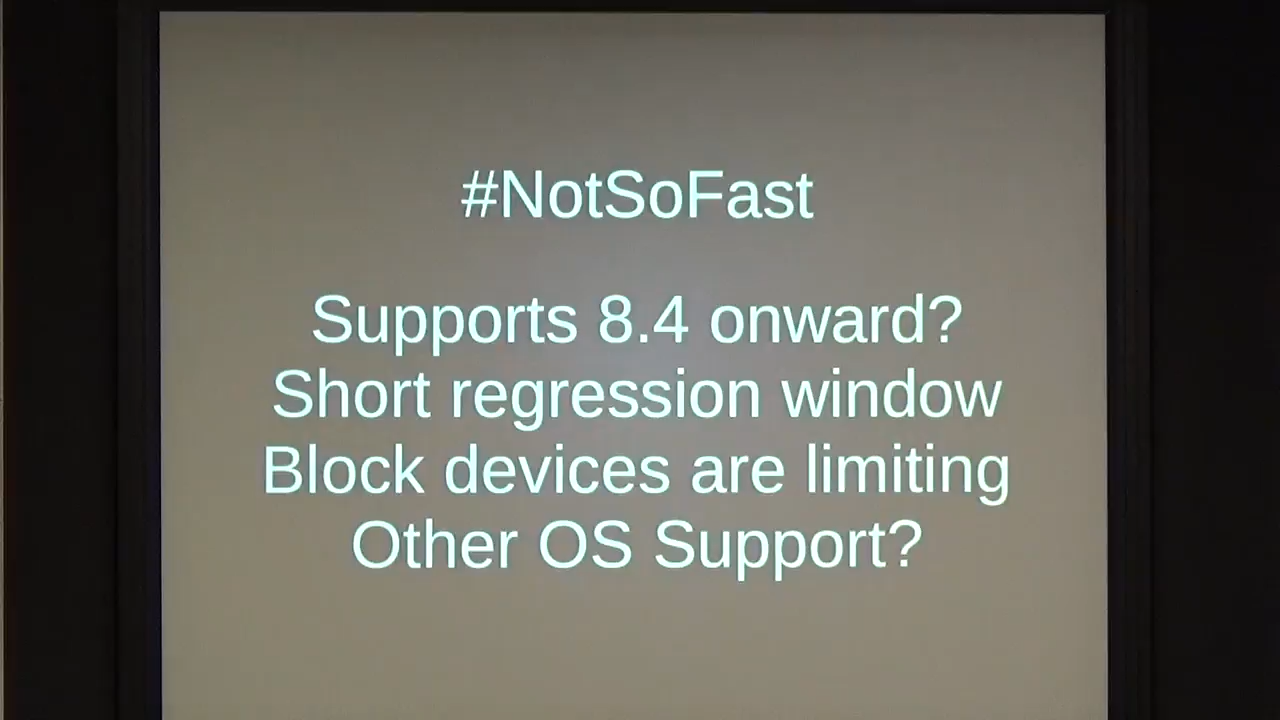 #NotSoFast
Supports 8.4 onward?
Short regression window
Block devices are limiting
Other OS Support?